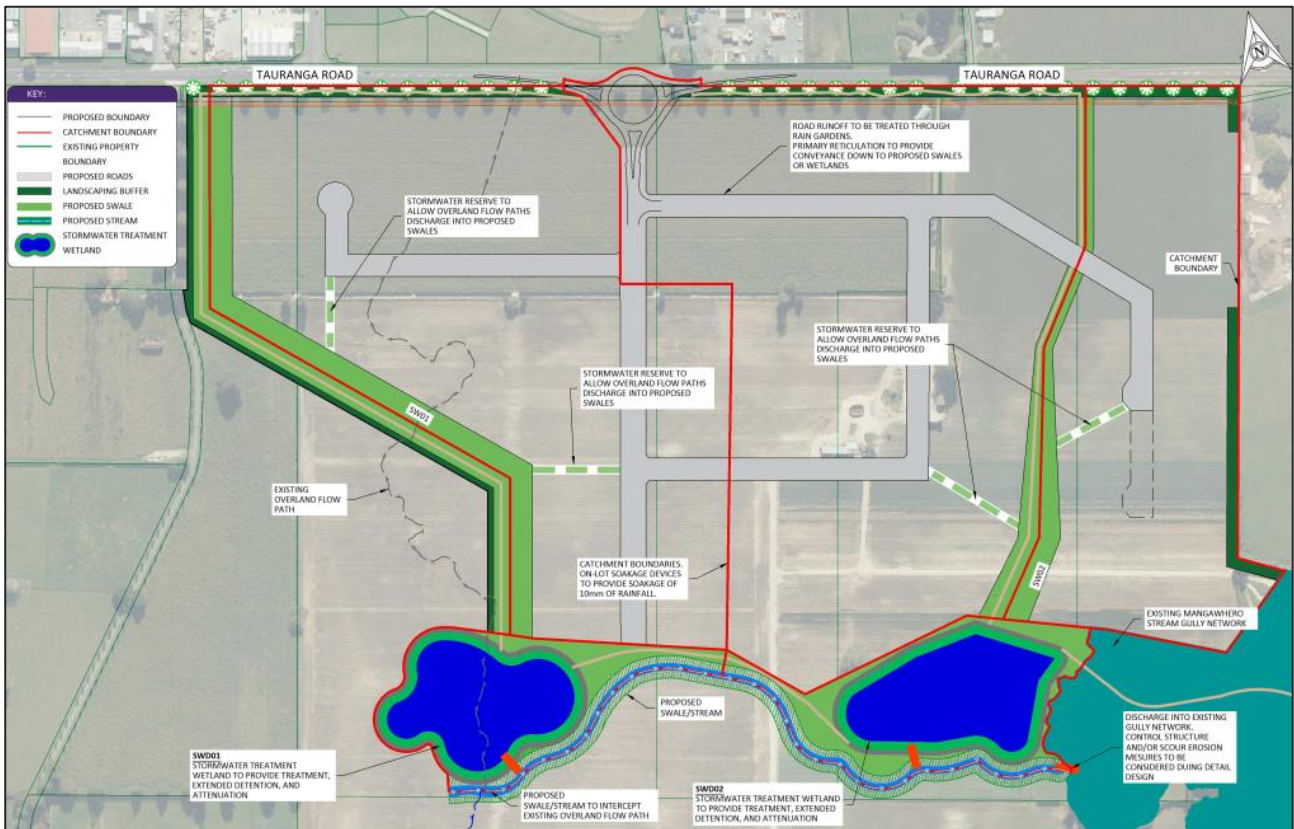 TAURANGA ROAD
TAURANGA ROAD
N
KEY:
PROPOSED BOUNDARY
CATCHMENT BOUNDARY
EXISTING PROPERTY
BOUNDARY
PROPOSED ROADS
LANDSCAPING BUFFER
PROPOSED SWALE
PROPOSED STREAM
STORMWATER TREATMENT
WETLAND
ROAD RUNOFF TO BE TREATED THROUGH
RAIN GARDENS.
PRIMARY RETICULATION TO PROVIDE
CONVEYANCE DOWN TO PROPOSED SWALES
OR WETLANDS
STORMWATER RESERVE TO
ALLOW OVERLAND FLOW PATHS
DISCHARGE INTO PROPOSED
SWALES
CATCHMENT
BOUNDARY
STORMWATER RESERVE TO
ALLOW OVERLAND FLOW PATHS
DISCHARGE INTO PROPOSED
SWALES
STORMWATER RESERVE TO
ALLOW OVERLAND FLOW PATHS
DISCHARGE INTO PROPOSED
SWALES
SW01
EXISTING
OVERLAND FLOW
PATH
CATCHMENT BOUNDARIES.
ON-LOT SOAKAGE DEVICES
TO PROVIDE SOAKAGE OF
10mm OF RAINFALL.
SW02
EXISTING MANGAWHERO
STREAM GULLY NETWORK
PROPOSED
SWALE/STREAM
DISCHARGE INTO EXISTING
GULLY NETWORK.
CONTROL STRUCTURE
AND/OR SCOUR EROSION
MESURES TO BE
CONSIDERED DUING DETAIL
DESIGN
SWD01
STORMWATER TREATMENT
WETLAND TO PROVIDE TREATMENT,
EXTENDED DETENTION, AND
ATTENUATION
PROPOSED
SWALE/STREAM TO INTERCEPT
EXISTING OVERLAND FLOW PATH
SWD02
STORMWATER TREATMENT WETLAND
TO PROVIDE TREATMENT, EXTENDED
DETENTION, AND ATTENUATION